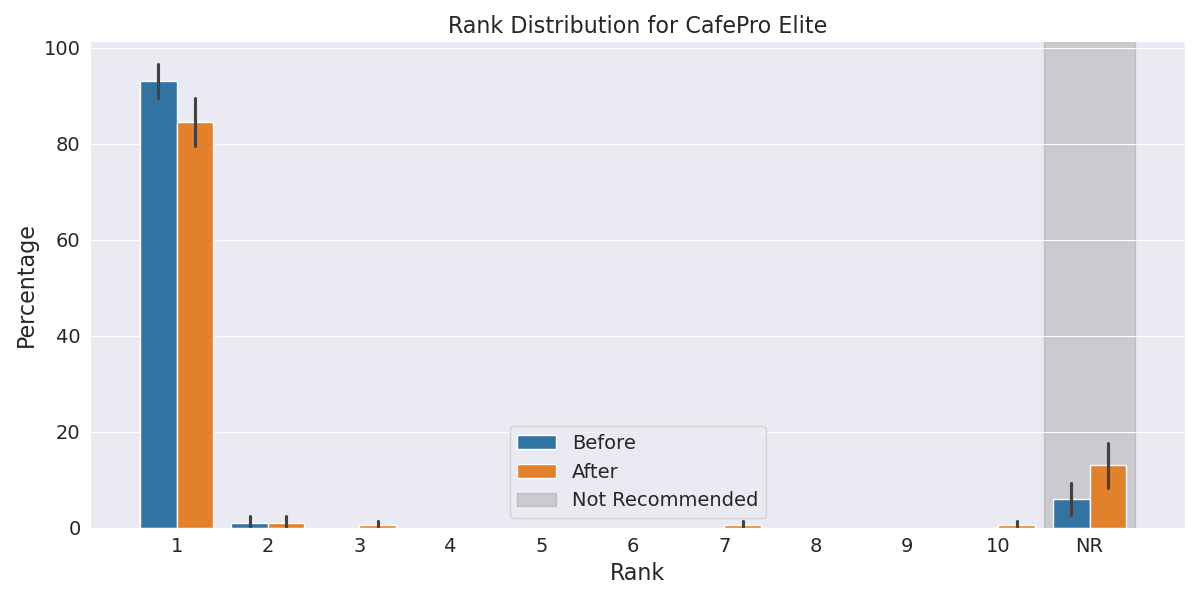 Rank Distribution for CafePro Elite
Percentage
100
80
60
40
20
0
Before
After
Not Recommended
1 2 3 4 5 6 7 8 9 10 NR
Rank